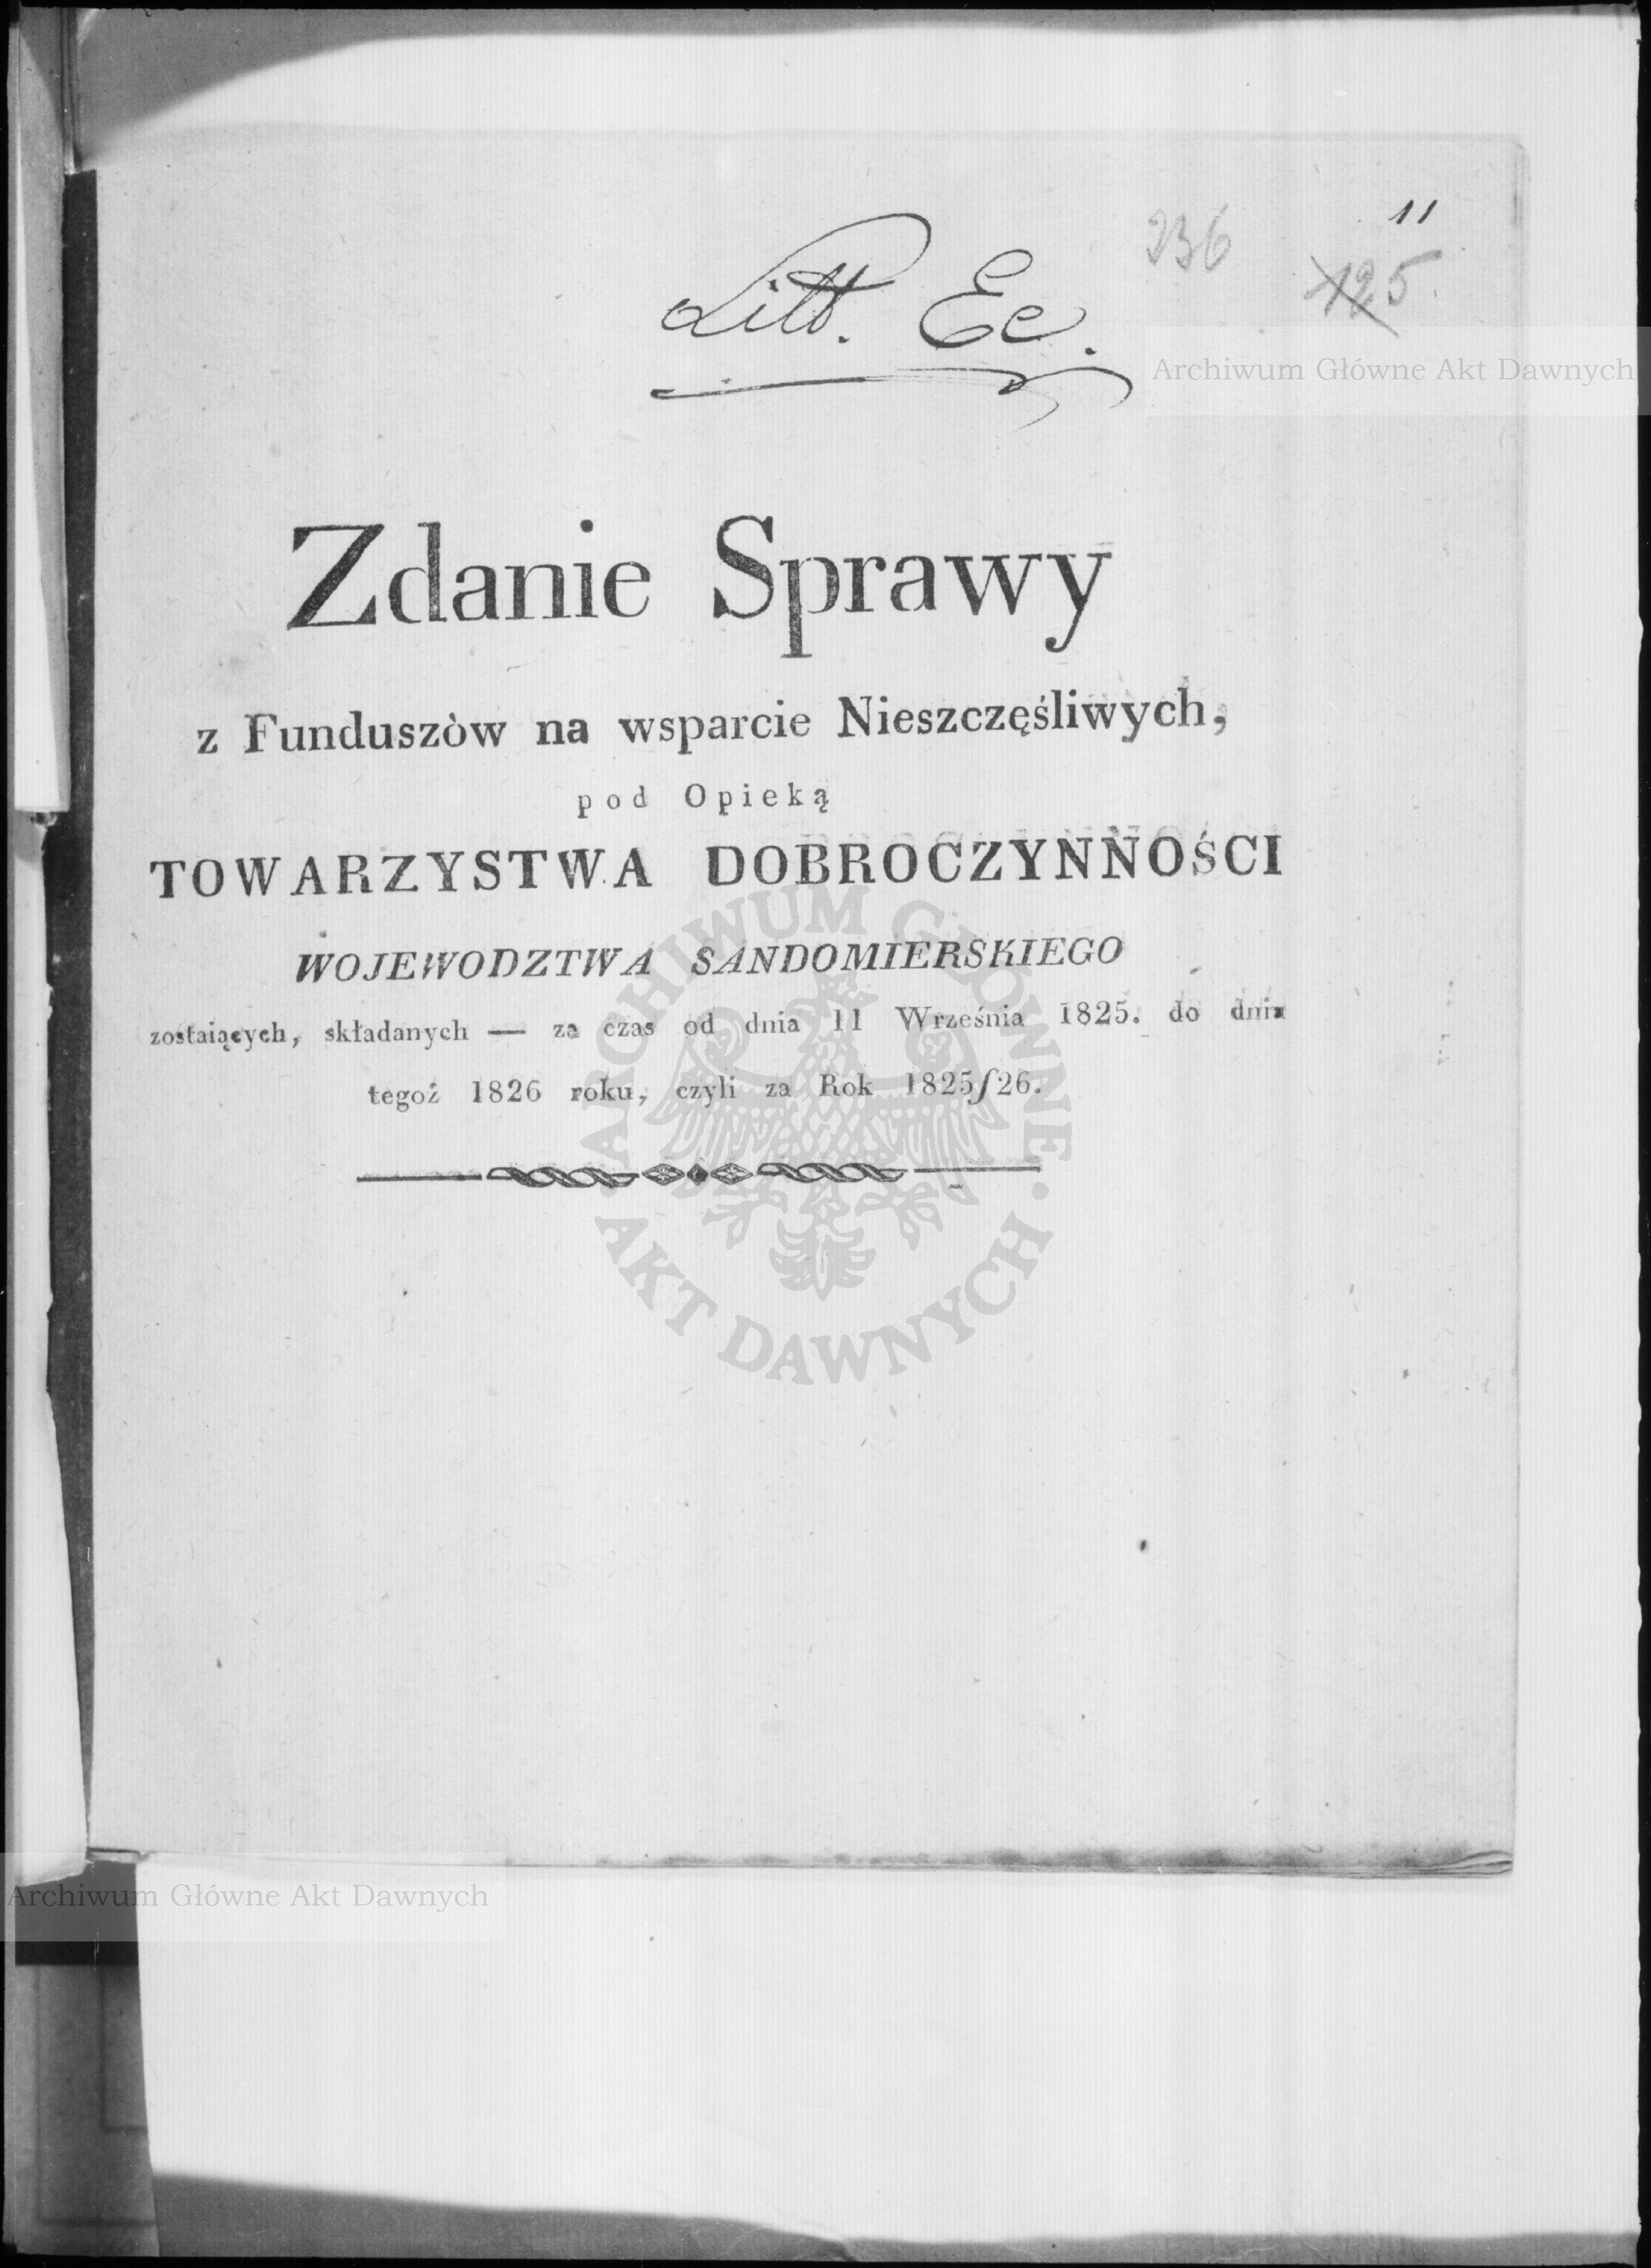 11
236
125.
Litt. Ee.
Archiwum Główne Akt Dawnych
Zdanie Sprawy
z Funduszòw na wsparcie Nieszczęśliwych,
pod Opieką
TOWARZYSTWA DOBROCZYNNOŚCI
WOJEWODZTWA SANDOMIERSKIEGO
zostaiących, składanych — za czas od dnia 11 Września 1825. do dnia
tegoż 1826 roku, czyli za Rok 1825/26.
ARCHIWUM GŁÓWNE
AKT DAWNYCH
Archiwum Główne Akt Dawnych